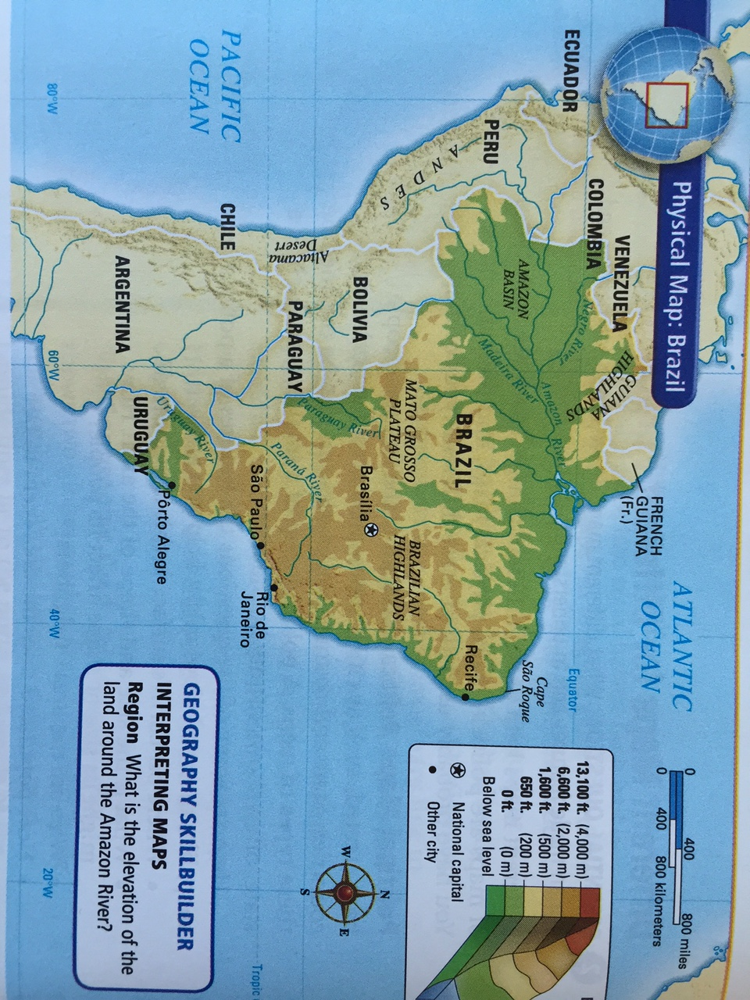 Physical Map: Brazil
ECUADOR
COLOMBIA
VENEZUELA
GUIANA
HIGHLANDS
FRENCH
GUIANA
(Fr.)
ATLANTIC
OCEAN
0 400 800 miles
0 400 800 kilometers
PERU
ANDES
AMAZON
BASIN
Negro River
Amazon River
Madeira River
Equator
Cape
São Roque
Recife
BRAZIL
MATO GROSSO
PLATEAU
BRAZILIAN
HIGHLANDS
Brasília
BOLIVIA
Paraguay River
PACIFIC
OCEAN
Altacama
Desert
PARAGUAY
Paraná River
São Paulo
Rio de
Janeiro
CHILE
ARGENTINA
URUGUAY
Uruguay River
Pôrto Alegre
80°W
60°W
40°W
20°W
Tropic
13,100 ft. (4,000 m)
6,600 ft. (2,000 m)
1,600 ft. (500 m)
650 ft. (200 m)
0 ft. (0 m)
Below sea level
National capital
Other city
N
W
E
S
GEOGRAPHY SKILLBUILDER
INTERPRETING MAPS
Region What is the elevation of the
land around the Amazon River?